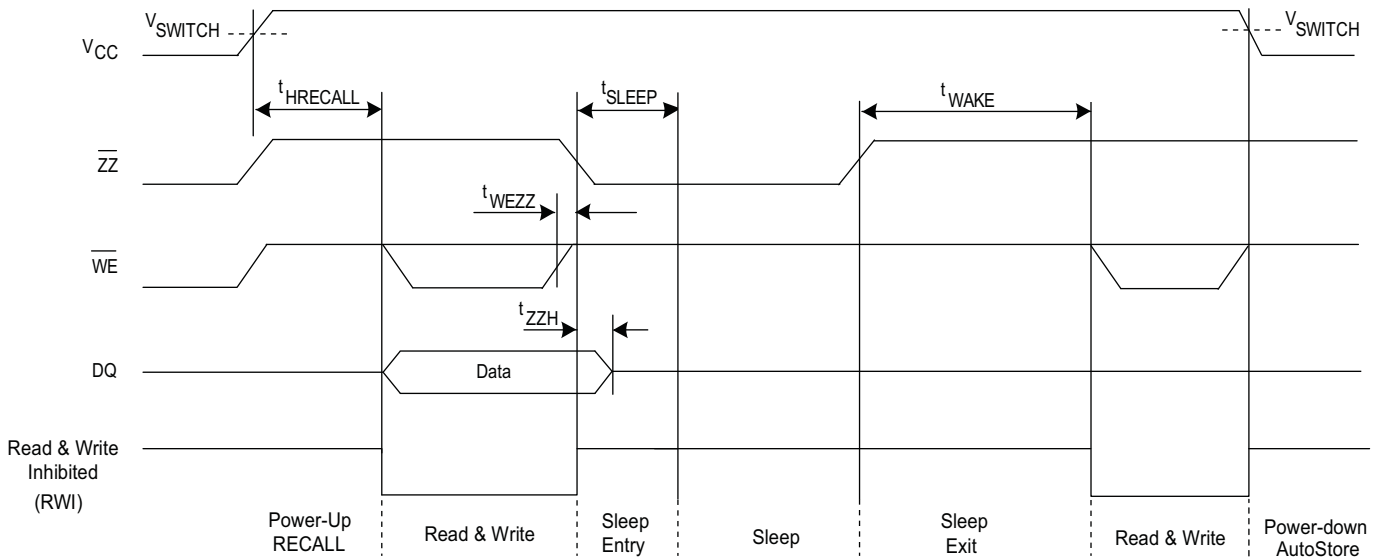 VSWITCH
VCC
VSWITCH
tHRECALL
tSLEEP
tWAKE
ZZ
tWEZZ
WE
tZZH
DQ
Data
Read & Write
Inhibited
(RWI)
Power-Up
RECALL
Read & Write
Sleep
Entry
Sleep
Sleep
Exit
Read & Write
Power-down
AutoStore